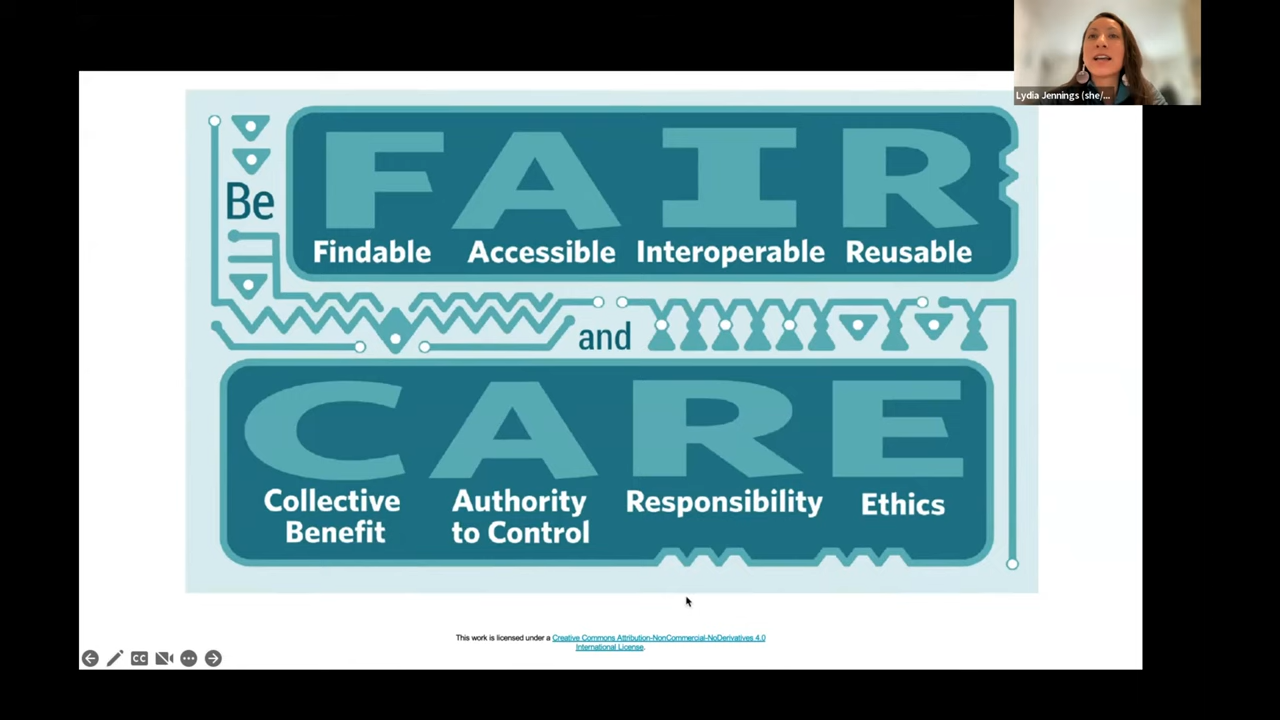 Lydia Jennings (she/...
Be
FAIR
Findable Accessible Interoperable Reusable
and
CARE
Collective Benefit
Authority to Control
Responsibility
Ethics
This work is licensed under a Creative Commons Attribution-NonCommercial-NoDerivatives 4.0
International License.
CC